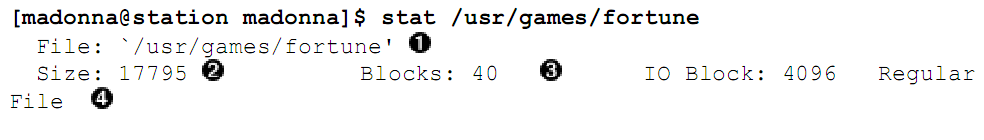 [madonna@station madonna]$ stat /usr/games/fortune
File: `/usr/games/fortune' ❶
Size: 17795 ❷ Blocks: 40 ❸ IO Block: 4096 Regular
File ❹